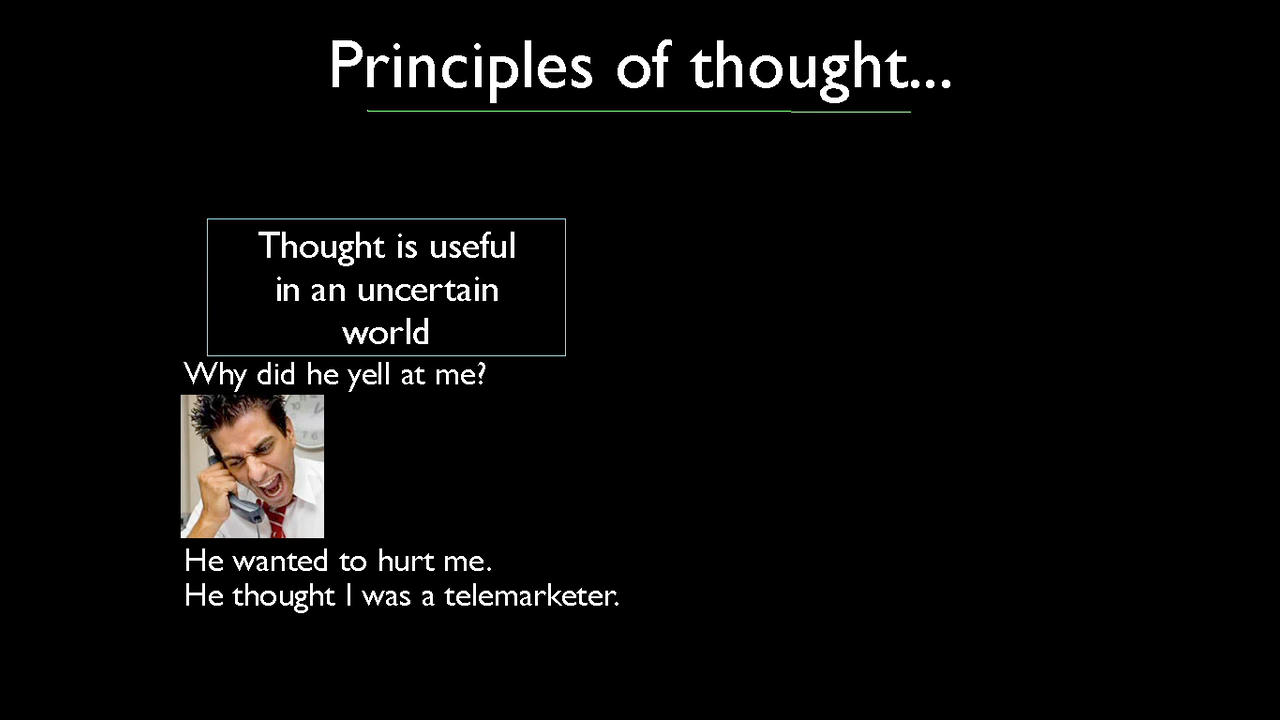 Principles of thought...
Thought is useful
in an uncertain
world
Why did he yell at me?
He wanted to hurt me.
He thought I was a telemarketer.